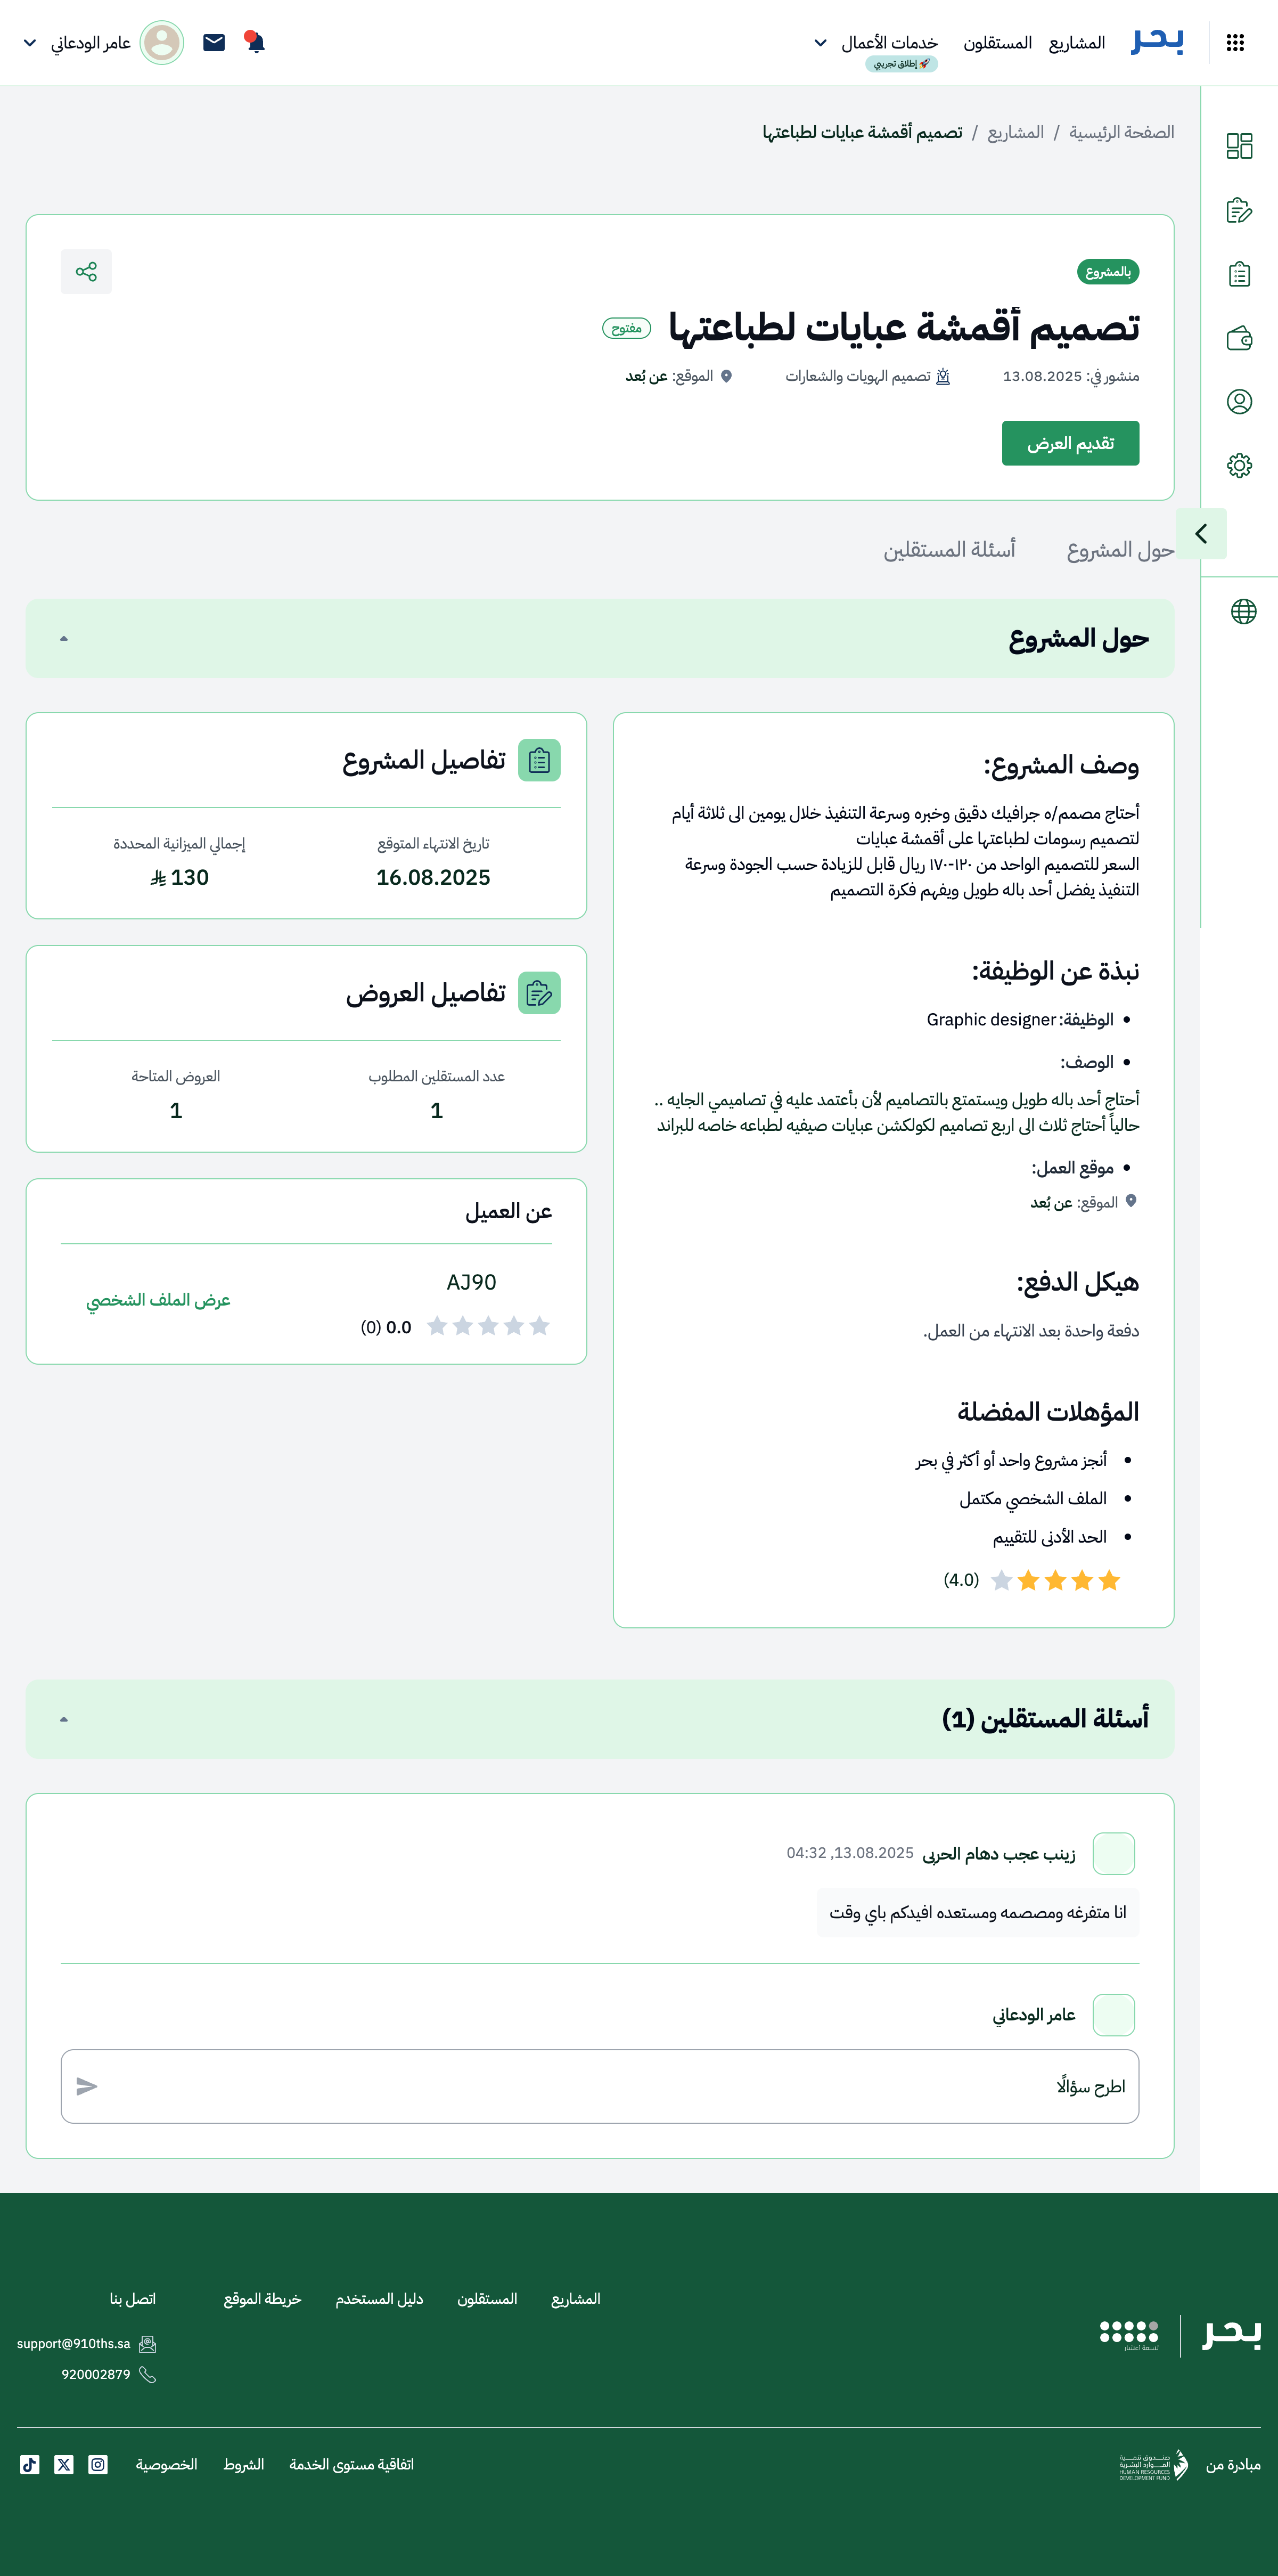 بحر
المشاريع
المستقلون
خدمات الأعمال
إطلاق تجريبي
عامر الودعاني
الصفحة الرئيسية / المشاريع / تصميم أقمشة عبايات لطباعتها
بالمشروع
تصميم أقمشة عبايات لطباعتها
مفتوح
منشور في: 13.08.2025
تصميم الهويات والشعارات
الموقع: عن بُعد
تقديم العرض
حول المشروع
أسئلة المستقلين
حول المشروع
وصف المشروع:
أحتاج مصمم/ه جرافيك دقيق وخبره وسرعة التنفيذ خلال يومين الى ثلاثة أيام
لتصميم رسومات لطباعتها على أقمشة عبايات
السعر للتصميم الواحد من ١٢٠-١٧٠ ريال قابل للزيادة حسب الجودة وسرعة
التنفيذ يفضل أحد باله طويل ويفهم فكرة التصميم
نبذة عن الوظيفة:
الوظيفة: Graphic designer
الوصف:
أحتاج أحد باله طويل ويستمتع بالتصاميم لأن بأعتمد عليه في تصاميمي الجايه ..
حالياً أحتاج ثلاث الى اربع تصاميم لكولكشن عبايات صيفيه لطباعه خاصه للبراند
موقع العمل:
الموقع: عن بُعد
هيكل الدفع:
دفعة واحدة بعد الانتهاء من العمل.
المؤهلات المفضلة
أنجز مشروع واحد أو أكثر في بحر
الملف الشخصي مكتمل
الحد الأدنى للتقييم
(4.0)
تفاصيل المشروع
تاريخ الانتهاء المتوقع
16.08.2025
إجمالي الميزانية المحددة
130
تفاصيل العروض
عدد المستقلين المطلوب
1
العروض المتاحة
1
عن العميل
AJ90
0.0 (0)
عرض الملف الشخصي
أسئلة المستقلين (1)
زينب عجب دهام الحربى 13.08.2025, 04:32
انا متفرغه ومصصمه ومستعده افيدكم باي وقت
عامر الودعاني
اطرح سؤالًا
بحر
تسعة أعشار
المشاريع
المستقلون
دليل المستخدم
خريطة الموقع
اتصل بنا
support@910ths.sa
920002879
مبادرة من
صندوق تنمية
الموارد البشرية
HUMAN RESOURCES
DEVELOPMENT FUND
اتفاقية مستوى الخدمة
الشروط
الخصوصية